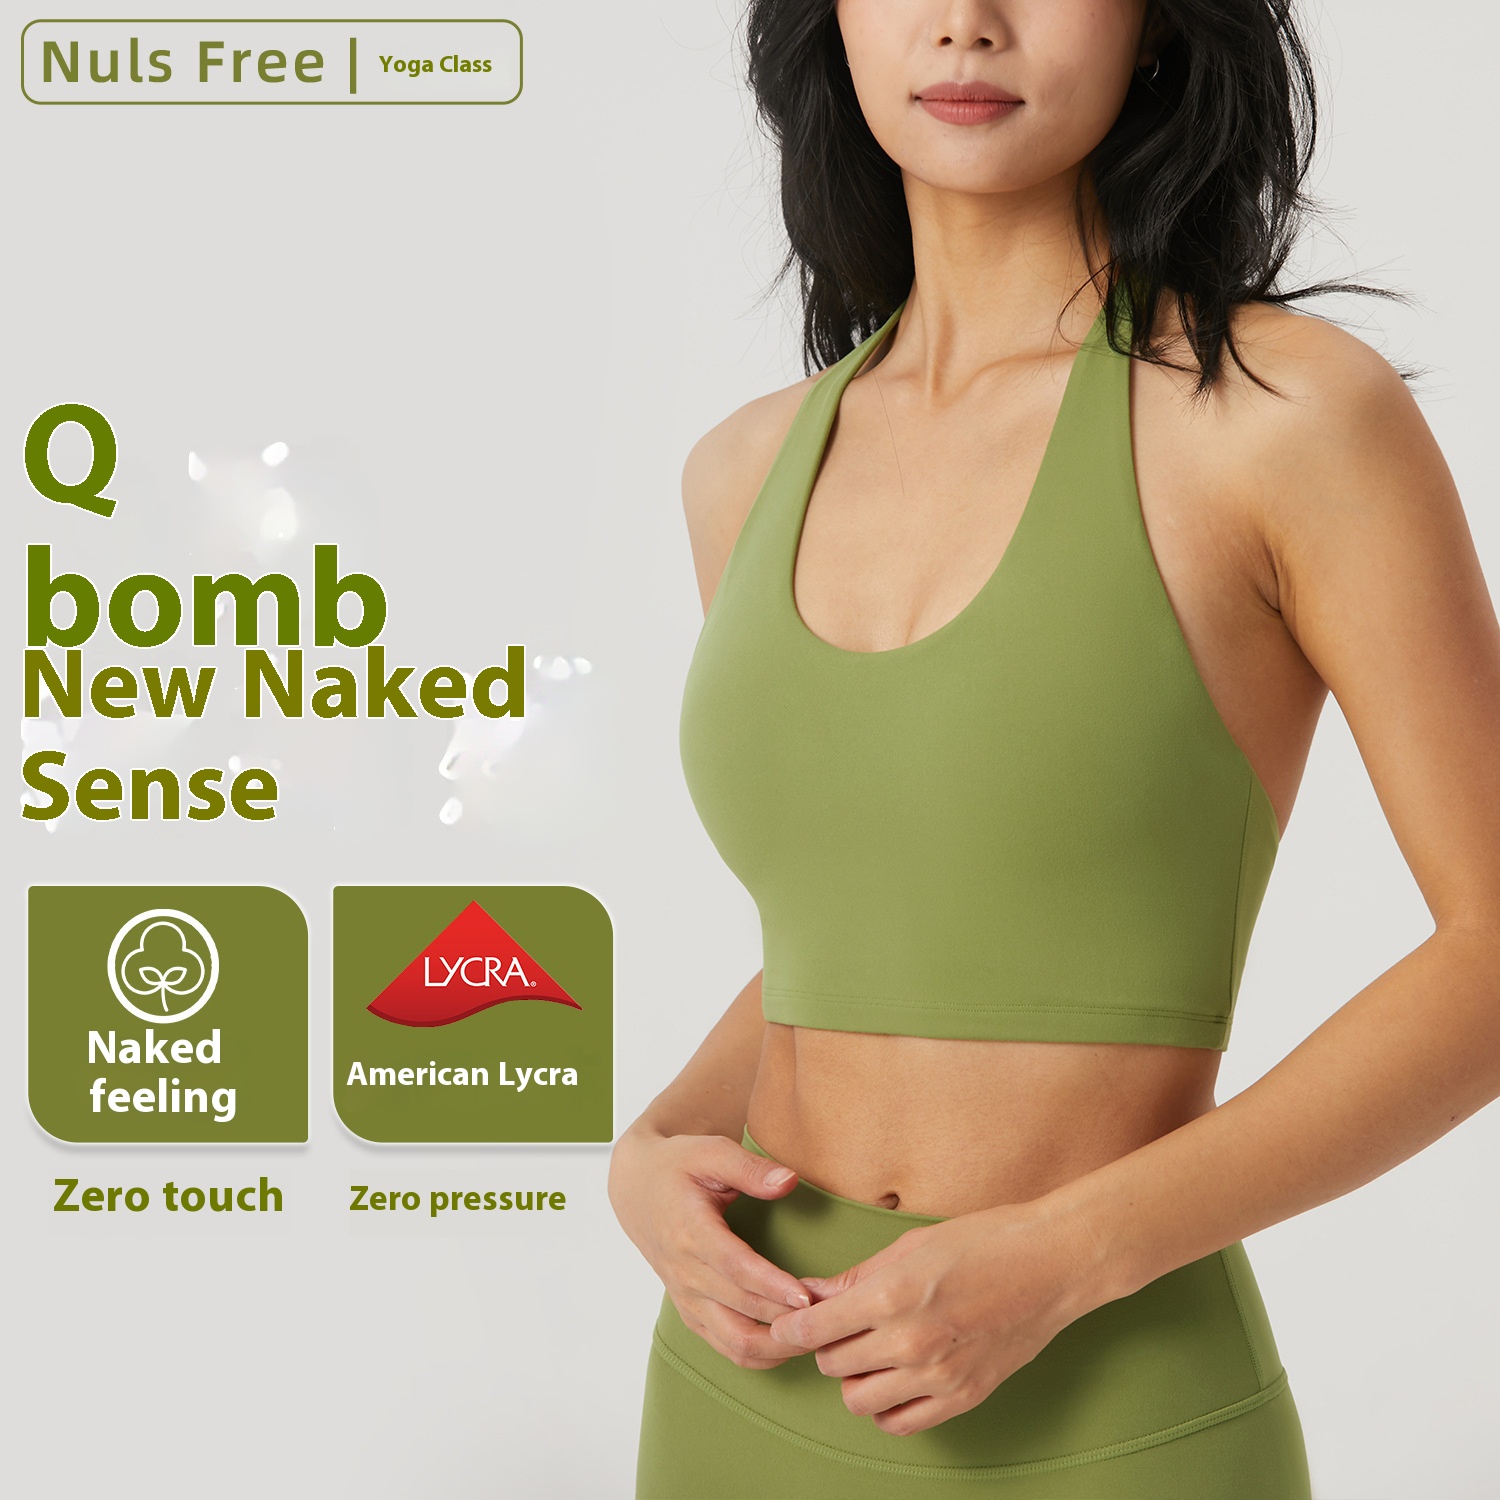 Nuls Free | Yoga Class
Q
bomb
New Naked
Sense
Naked
feeling
LYCRA®
American Lycra
Zero touch
Zero pressure